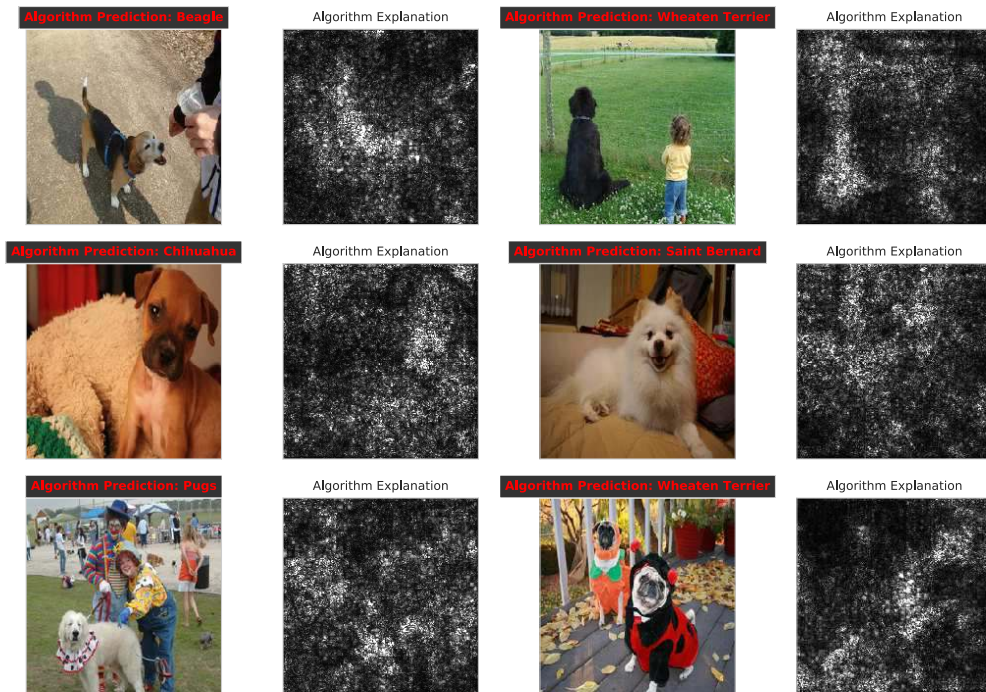 Algorithm Prediction: Beagle
Algorithm Explanation
Algorithm Prediction: Wheaten Terrier
Algorithm Explanation
Algorithm Prediction: Chihuahua
Algorithm Explanation
Algorithm Prediction: Saint Bernard
Algorithm Explanation
Algorithm Prediction: Pugs
Algorithm Explanation
Algorithm Prediction: Wheaten Terrier
Algorithm Explanation